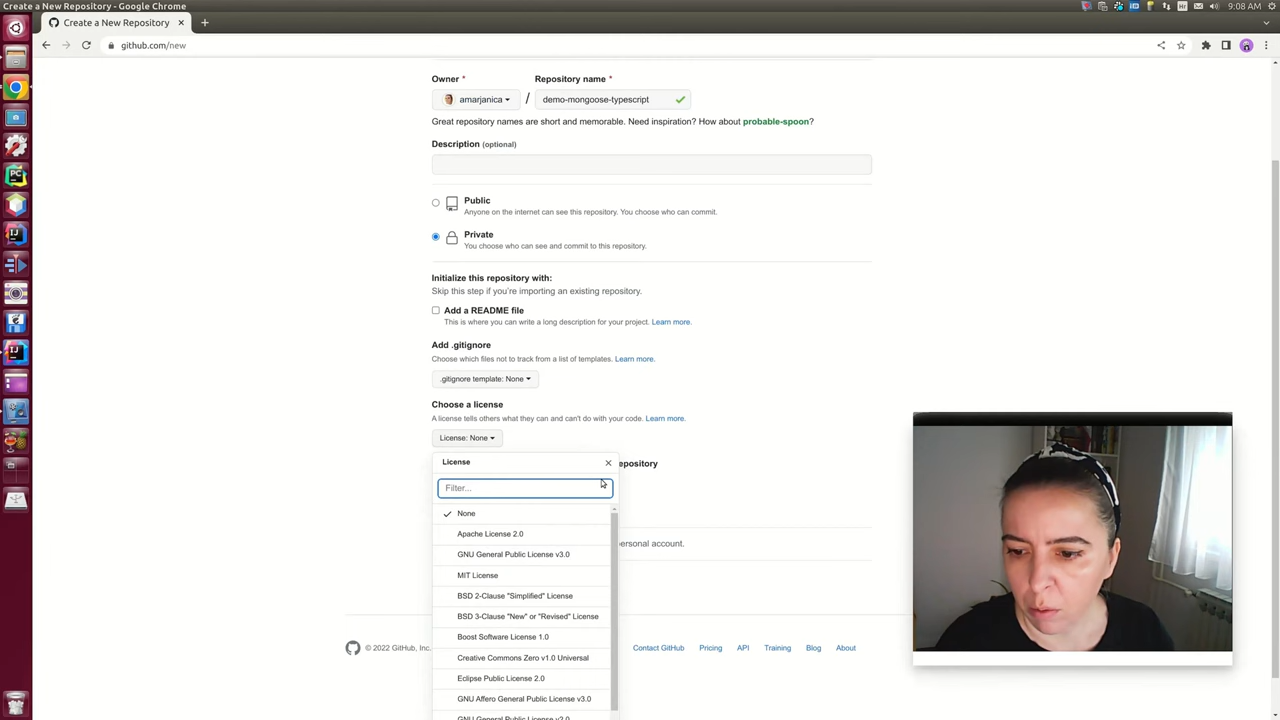 Create a New Repository - Google Chrome
Hr
9:08 AM
Create a New Repository
github.com/new
Owner *
Repository name *
amarjanica
/
demo-mongoose-typescript
Great repository names are short and memorable. Need inspiration? How about probable-spoon?
Description (optional)
Public
Anyone on the internet can see this repository. You choose who can commit.
Private
You choose who can see and commit to this repository.
Initialize this repository with:
Skip this step if you're importing an existing repository.
Add a README file
This is where you can write a long description for your project. Learn more.
Add .gitignore
Choose which files not to track from a list of templates. Learn more.
.gitignore template: None
Choose a license
A license tells others what they can and can't do with your code. Learn more.
License: None
License
epository
Filter...
None
Apache License 2.0
ersonal account.
GNU General Public License v3.0
MIT License
BSD 2-Clause "Simplified" License
BSD 3-Clause "New" or "Revised" License
Boost Software License 1.0
© 2022 GitHub, Inc.
Contact GitHub
Pricing
API
Training
Blog
About
Creative Commons Zero v1.0 Universal
Eclipse Public License 2.0
GNU Affero General Public License v3.0
GNU General Public License v2.0